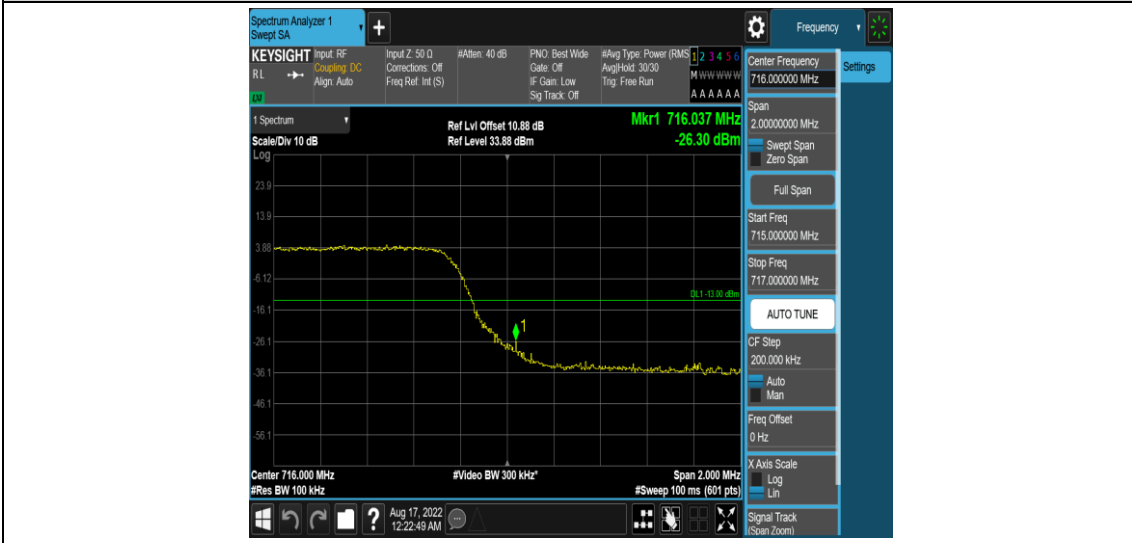 Spectrum Analyzer 1
Swept SA
+
Frequency
KEYSIGHT
RL
Input: RF
Coupling: DC
Align: Auto
Input Z: 50 Ω
Corrections: Off
Freq Ref: Int (S)
#Atten: 40 dB
PNO: Best Wide
Gate: Off
IF Gain: Low
Sig Track: Off
#Avg Type: Power (RMS
Avg|Hold: 30/30
Trig: Free Run
1 2 3 4 5 6
M W W W W W
A A A A A A
1 Spectrum
Scale/Div 10 dB
Log
Ref Lvl Offset 10.88 dB
Ref Level 33.88 dBm
Mkr1 716.037 MHz
-26.30 dBm
23.9
13.9
3.88
-6.12
-16.1
-26.1
-36.1
-46.1
-56.1
DL1 -13.00 dBm
1
Center 716.000 MHz
#Res BW 100 kHz
#Video BW 300 kHz*
Span 2.000 MHz
#Sweep 100 ms (601 pts)
?
Aug 17, 2022
12:22:49 AM
Center Frequency
716.000000 MHz
Settings
Span
2.00000000 MHz
Swept Span
Zero Span
Full Span
Start Freq
715.000000 MHz
Stop Freq
717.000000 MHz
AUTO TUNE
CF Step
200.000 kHz
Auto
Man
Freq Offset
0 Hz
X Axis Scale
Log
Lin
Signal Track
(Span Zoom)